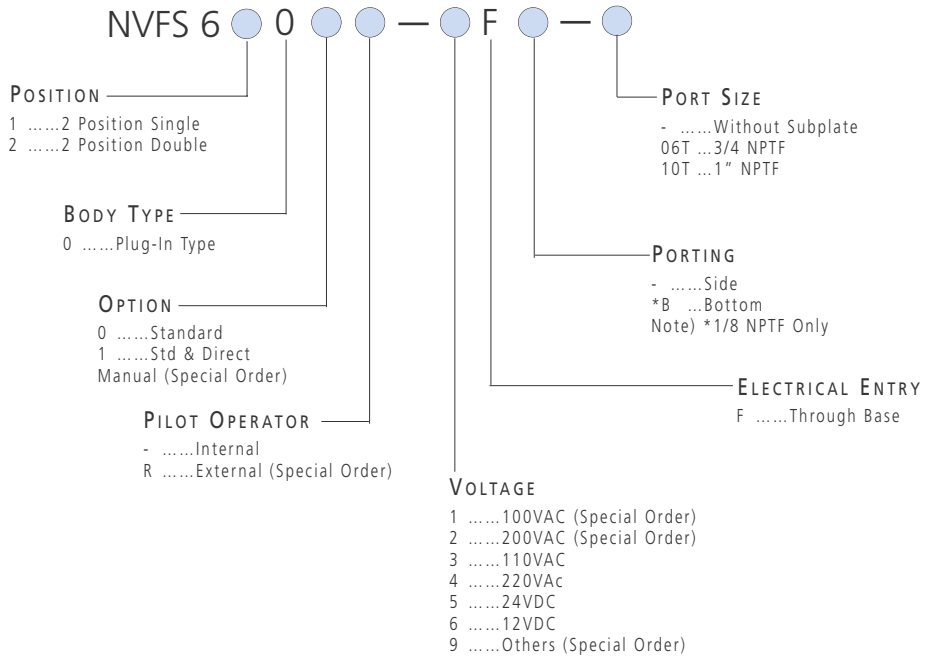 NVFS 6 0 – F –
POSITION
1 ……2 Position Single
2 ……2 Position Double
BODY TYPE
0 ……Plug-In Type
OPTION
0 ……Standard
1 ……Std & Direct
Manual (Special Order)
PILOT OPERATOR
- ……Internal
R ……External (Special Order)
VOLTAGE
1 ……100VAC (Special Order)
2 ……200VAC (Special Order)
3 ……110VAC
4 ……220VAc
5 ……24VDC
6 ……12VDC
9 ……Others (Special Order)
ELECTRICAL ENTRY
F ……Through Base
PORTING
- ……Side
*B …Bottom
Note) *1/8 NPTF Only
PORT SIZE
- ……Without Subplate
06T …3/4 NPTF
10T …1” NPTF